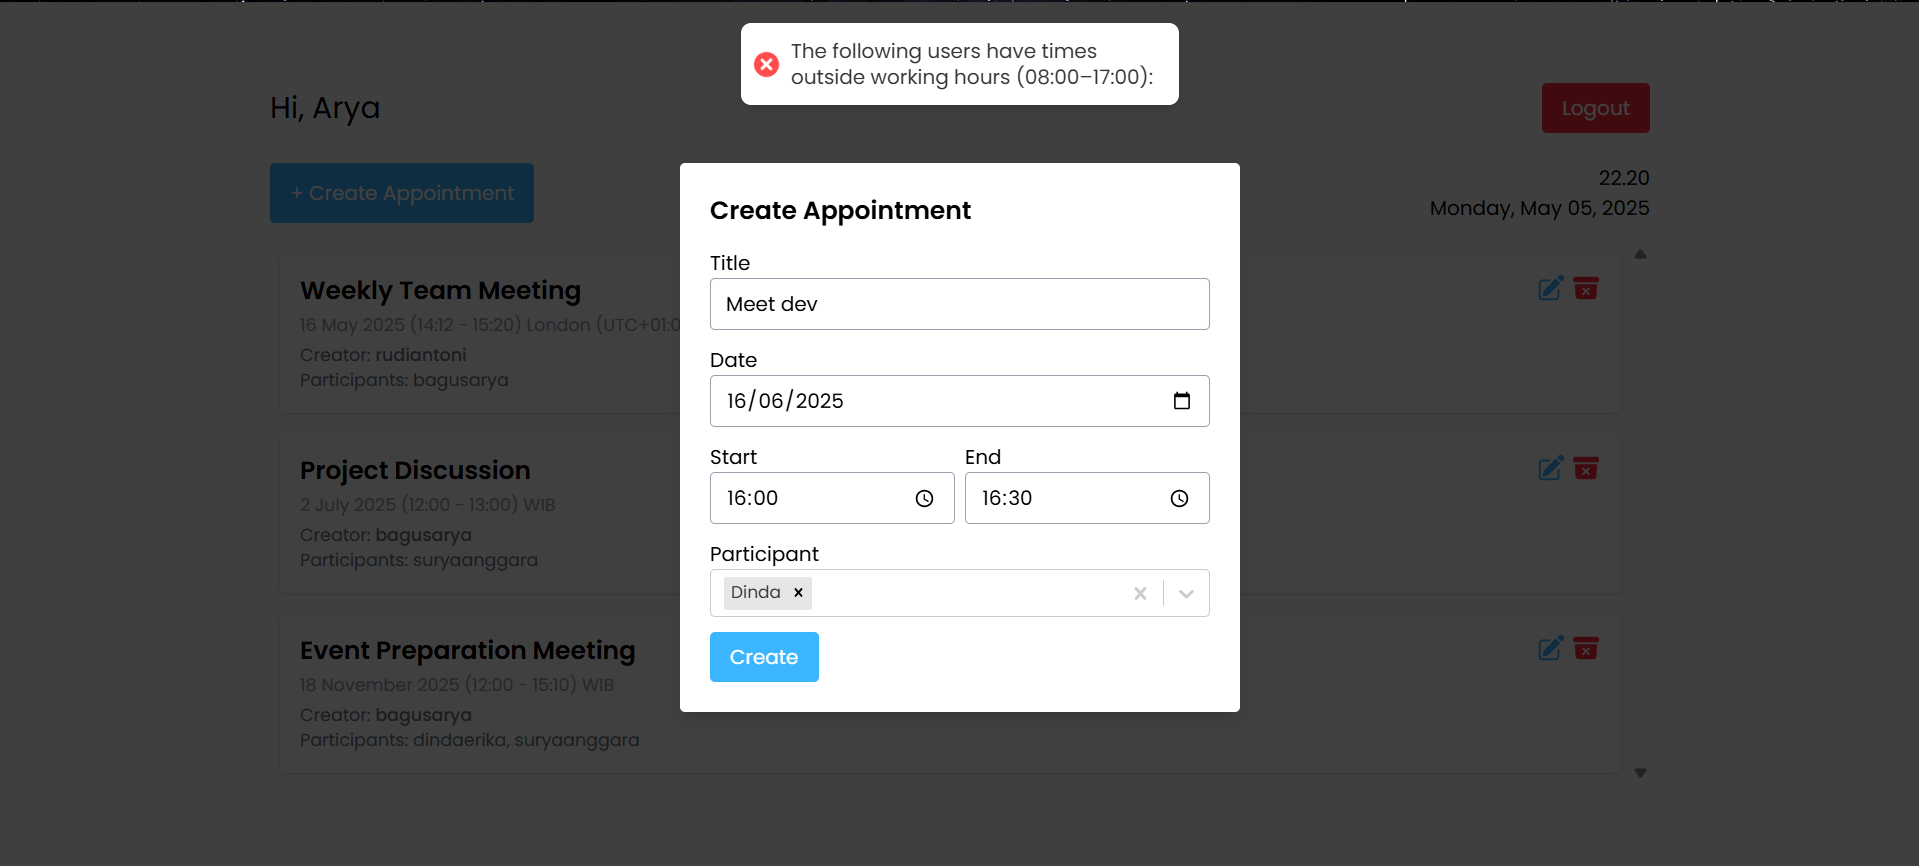 The following users have times
outside working hours (08:00–17:00):
Hi, Arya
Logout
+ Create Appointment
22.20
Monday, May 05, 2025
Weekly Team Meeting
16 May 2025 (14:12 - 15:20) London (UTC+01:0
Creator: rudiantoni
Participants: bagusarya
Project Discussion
2 July 2025 (12:00 - 13:00) WIB
Creator: bagusarya
Participants: suryaanggara
Event Preparation Meeting
18 November 2025 (12:00 - 15:10) WIB
Creator: bagusarya
Participants: dindaerika, suryaanggara
Create Appointment
Title
Meet dev
Date
16/06/2025
Start End
16:00 16:30
Participant
Dinda
Create